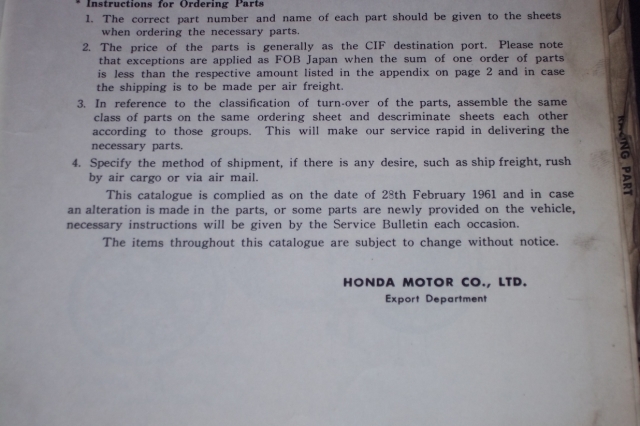 * Instructions for Ordering Parts
1. The correct part number and name of each part should be given to the sheets
when ordering the necessary parts.
2. The price of the parts is generally as the CIF destination port. Please note
that exceptions are applied as FOB Japan when the sum of one order of parts
is less than the respective amount listed in the appendix on page 2 and in case
the shipping is to be made per air freight.
3. In reference to the classification of turn-over of the parts, assemble the same
class of parts on the same ordering sheet and descriminate sheets each other
according to those groups. This will make our service rapid in delivering the
necessary parts.
4. Specify the method of shipment, if there is any desire, such as ship freight, rush
by air cargo or via air mail.
This catalogue is complied as on the date of 28th February 1961 and in case
an alteration is made in the parts, or some parts are newly provided on the vehicle,
necessary instructions will be given by the Service Bulletin each occasion.
The items throughout this catalogue are subject to change without notice.
HONDA MOTOR CO., LTD.
Export Department
RACING PART